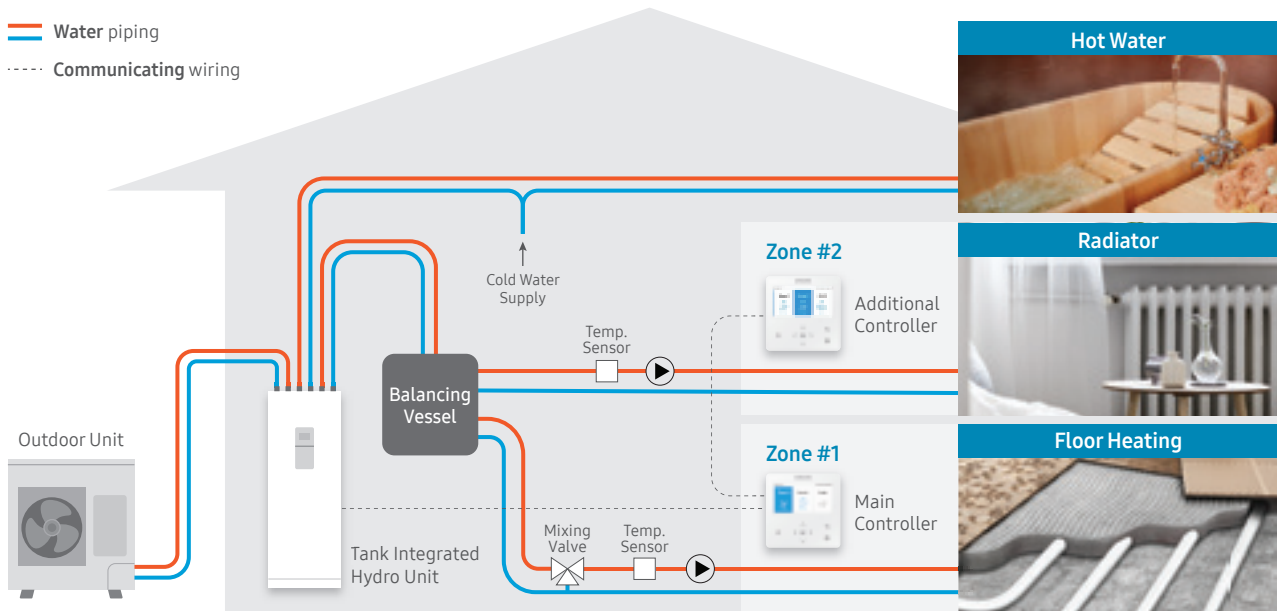 Water piping
Communicating wiring
Hot Water
Cold Water
Supply
Zone #2
Additional
Controller
Radiator
Temp.
Sensor
Balancing
Vessel
Outdoor Unit
Zone #1
Main
Controller
Floor Heating
Tank Integrated
Hydro Unit
Mixing
Valve
Temp.
Sensor